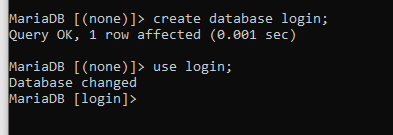 MariaDB [(none)]> create database login;
Query OK, 1 row affected (0.001 sec)
MariaDB [(none)]> use login;
Database changed
MariaDB [login]>